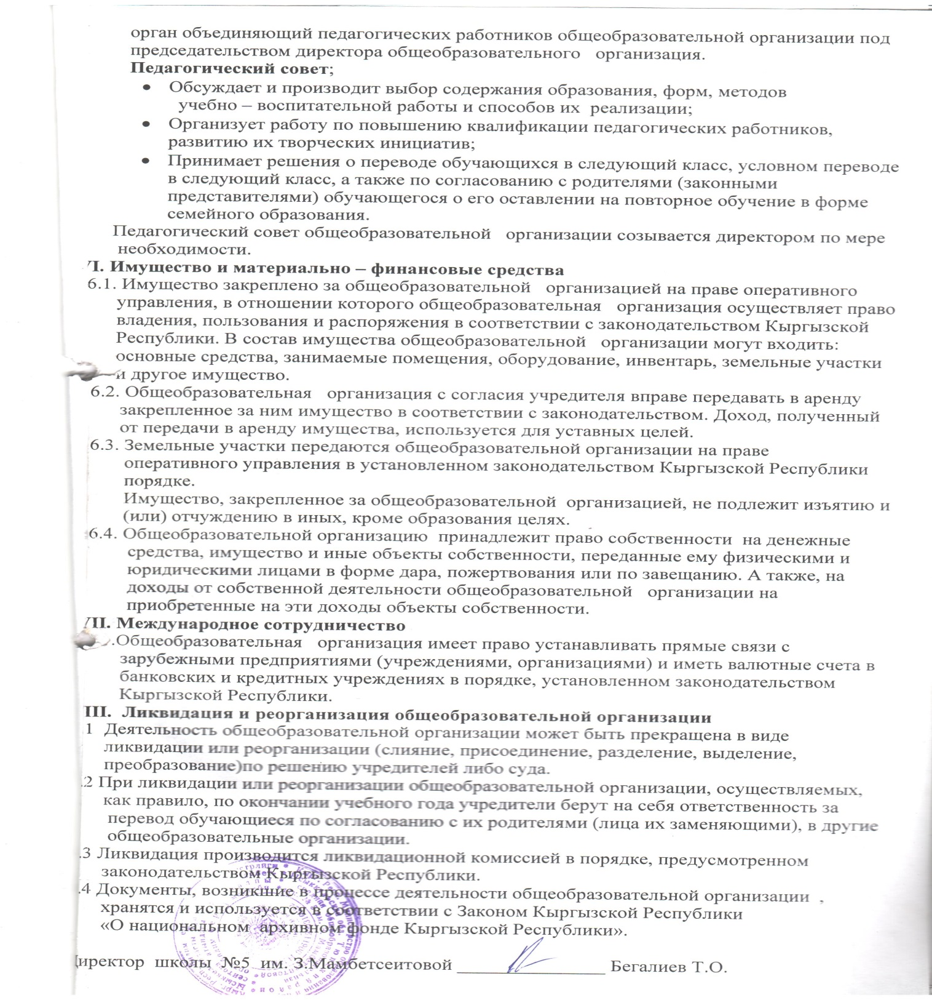 орган объединяющий педагогических работников общеобразовательной организации под
председательством директора общеобразовательного организация.
Педагогический совет;
• Обсуждает и производит выбор содержания образования, форм, методов
учебно – воспитательной работы и способов их реализации;
• Организует работу по повышению квалификации педагогических работников,
развитию их творческих инициатив;
• Принимает решения о переводе обучающихся в следующий класс, условном переводе
в следующий класс, а также по согласованию с родителями (законными
представителями) обучающегося о его оставлении на повторное обучение в форме
семейного образования.
Педагогический совет общеобразовательной организации созывается директором по мере
необходимости.
I. Имущество и материально – финансовые средства
6.1. Имущество закреплено за общеобразовательной организацией на праве оперативного
управления, в отношении которого общеобразовательная организация осуществляет право
владения, пользования и распоряжения в соответствии с законодательством Кыргызской
Республики. В состав имущества общеобразовательной организации могут входить:
основные средства, занимаемые помещения, оборудование, инвентарь, земельные участки
и другое имущество.
6.2. Общеобразовательная организация с согласия учредителя вправе передавать в аренду
закрепленное за ним имущество в соответствии с законодательством. Доход, полученный
от передачи в аренду имущества, используется для уставных целей.
6.3. Земельные участки передаются общеобразовательной организации на праве
оперативного управления в установленном законодательством Кыргызской Республики
порядке.
Имущество, закрепленное за общеобразовательной организацией, не подлежит изъятию и
(или) отчуждению в иных, кроме образования целях.
6.4. Общеобразовательной организацию принадлежит право собственности на денежные
средства, имущество и иные объекты собственности, переданные ему физическими и
юридическими лицами в форме дара, пожертвования или по завещанию. А также, на
доходы от собственной деятельности общеобразовательной организации на
приобретенные на эти доходы объекты собственности.
VII. Международное сотрудничество
.Общеобразовательная организация имеет право устанавливать прямые связи с
зарубежными предприятиями (учреждениями, организациями) и иметь валютные счета в
банковских и кредитных учреждениях в порядке, установленном законодательством
Кыргызской Республики.
III. Ликвидация и реорганизация общеобразовательной организации
1 Деятельность общеобразовательной организации может быть прекращена в виде
ликвидации или реорганизации (слияние, присоединение, разделение, выделение,
преобразование)по решению учредителей либо суда.
.2 При ликвидации или реорганизации общеобразовательной организации, осуществляемых,
как правило, по окончании учебного года учредители берут на себя ответственность за
перевод обучающиеся по согласованию с их родителями (лица их заменяющими), в другие
общеобразовательные организации.
.3 Ликвидация производится ликвидационной комиссией в порядке, предусмотренном
законодательством Кыргызской Республики.
.4 Документы, возникшие в процессе деятельности общеобразовательной организации ,
хранятся и используется в соответствии с Законом Кыргызской Республики
«О национальном архивном фонде Кыргызской Республики».
Директор школы №5 им. З.Мамбетсеитовой ________________ Бегалиев Т.О.